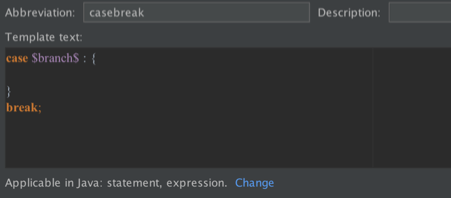 Abbreviation: casebreak Description:
Template text:
case $branch$ : {
}
break;
Applicable in Java: statement, expression. Change